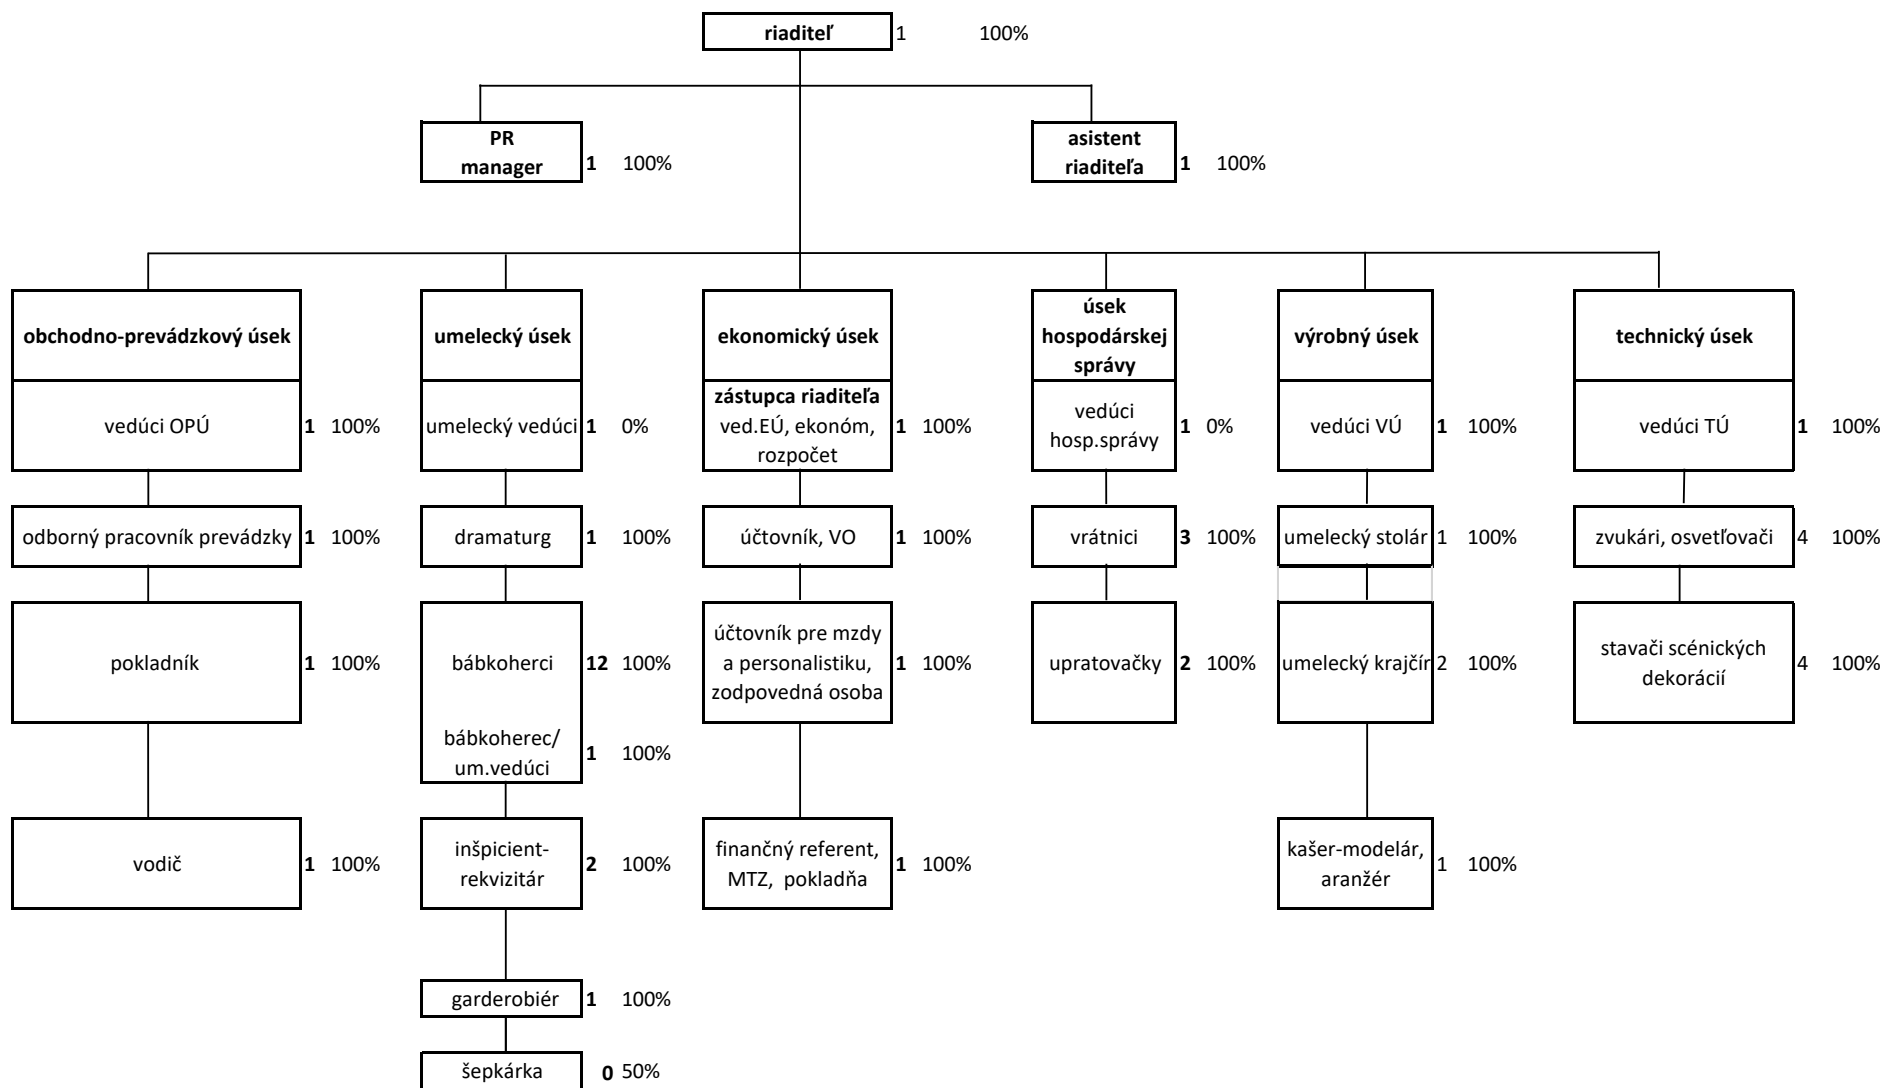 riaditeľ 1 100%
PR
manager 1 100%
asistent
riaditeľa 1 100%
obchodno-prevádzkový úsek
vedúci OPÚ 1 100%
odborný pracovník prevádzky 1 100%
pokladník 1 100%
vodič 1 100%
umelecký úsek
umelecký vedúci 1 0%
dramaturg 1 100%
bábkoherci 12 100%
bábkoherec/
um.vedúci 1 100%
inšpicient-
rekvizitár 2 100%
garderobiér 1 100%
šepkárka 0 50%
ekonomický úsek
zástupca riaditeľa
ved.EÚ, ekonóm, 1 100%
rozpočet
účtovník, VO 1 100%
účtovník pre mzdy
a personalistiku, 1 100%
zodpovedná osoba
finančný referent,
MTZ, pokladňa 1 100%
úsek
hospodárskej
správy
vedúci
hosp.správy 1 0%
vrátnici 3 100%
upratovačky 2 100%
výrobný úsek
vedúci VÚ 1 100%
umelecký stolár 1 100%
umelecký krajčír 2 100%
kašer-modelár,
aranžér 1 100%
technický úsek
vedúci TÚ 1 100%
zvukári, osvetľovači 4 100%
stavači scénických
dekorácií 4 100%